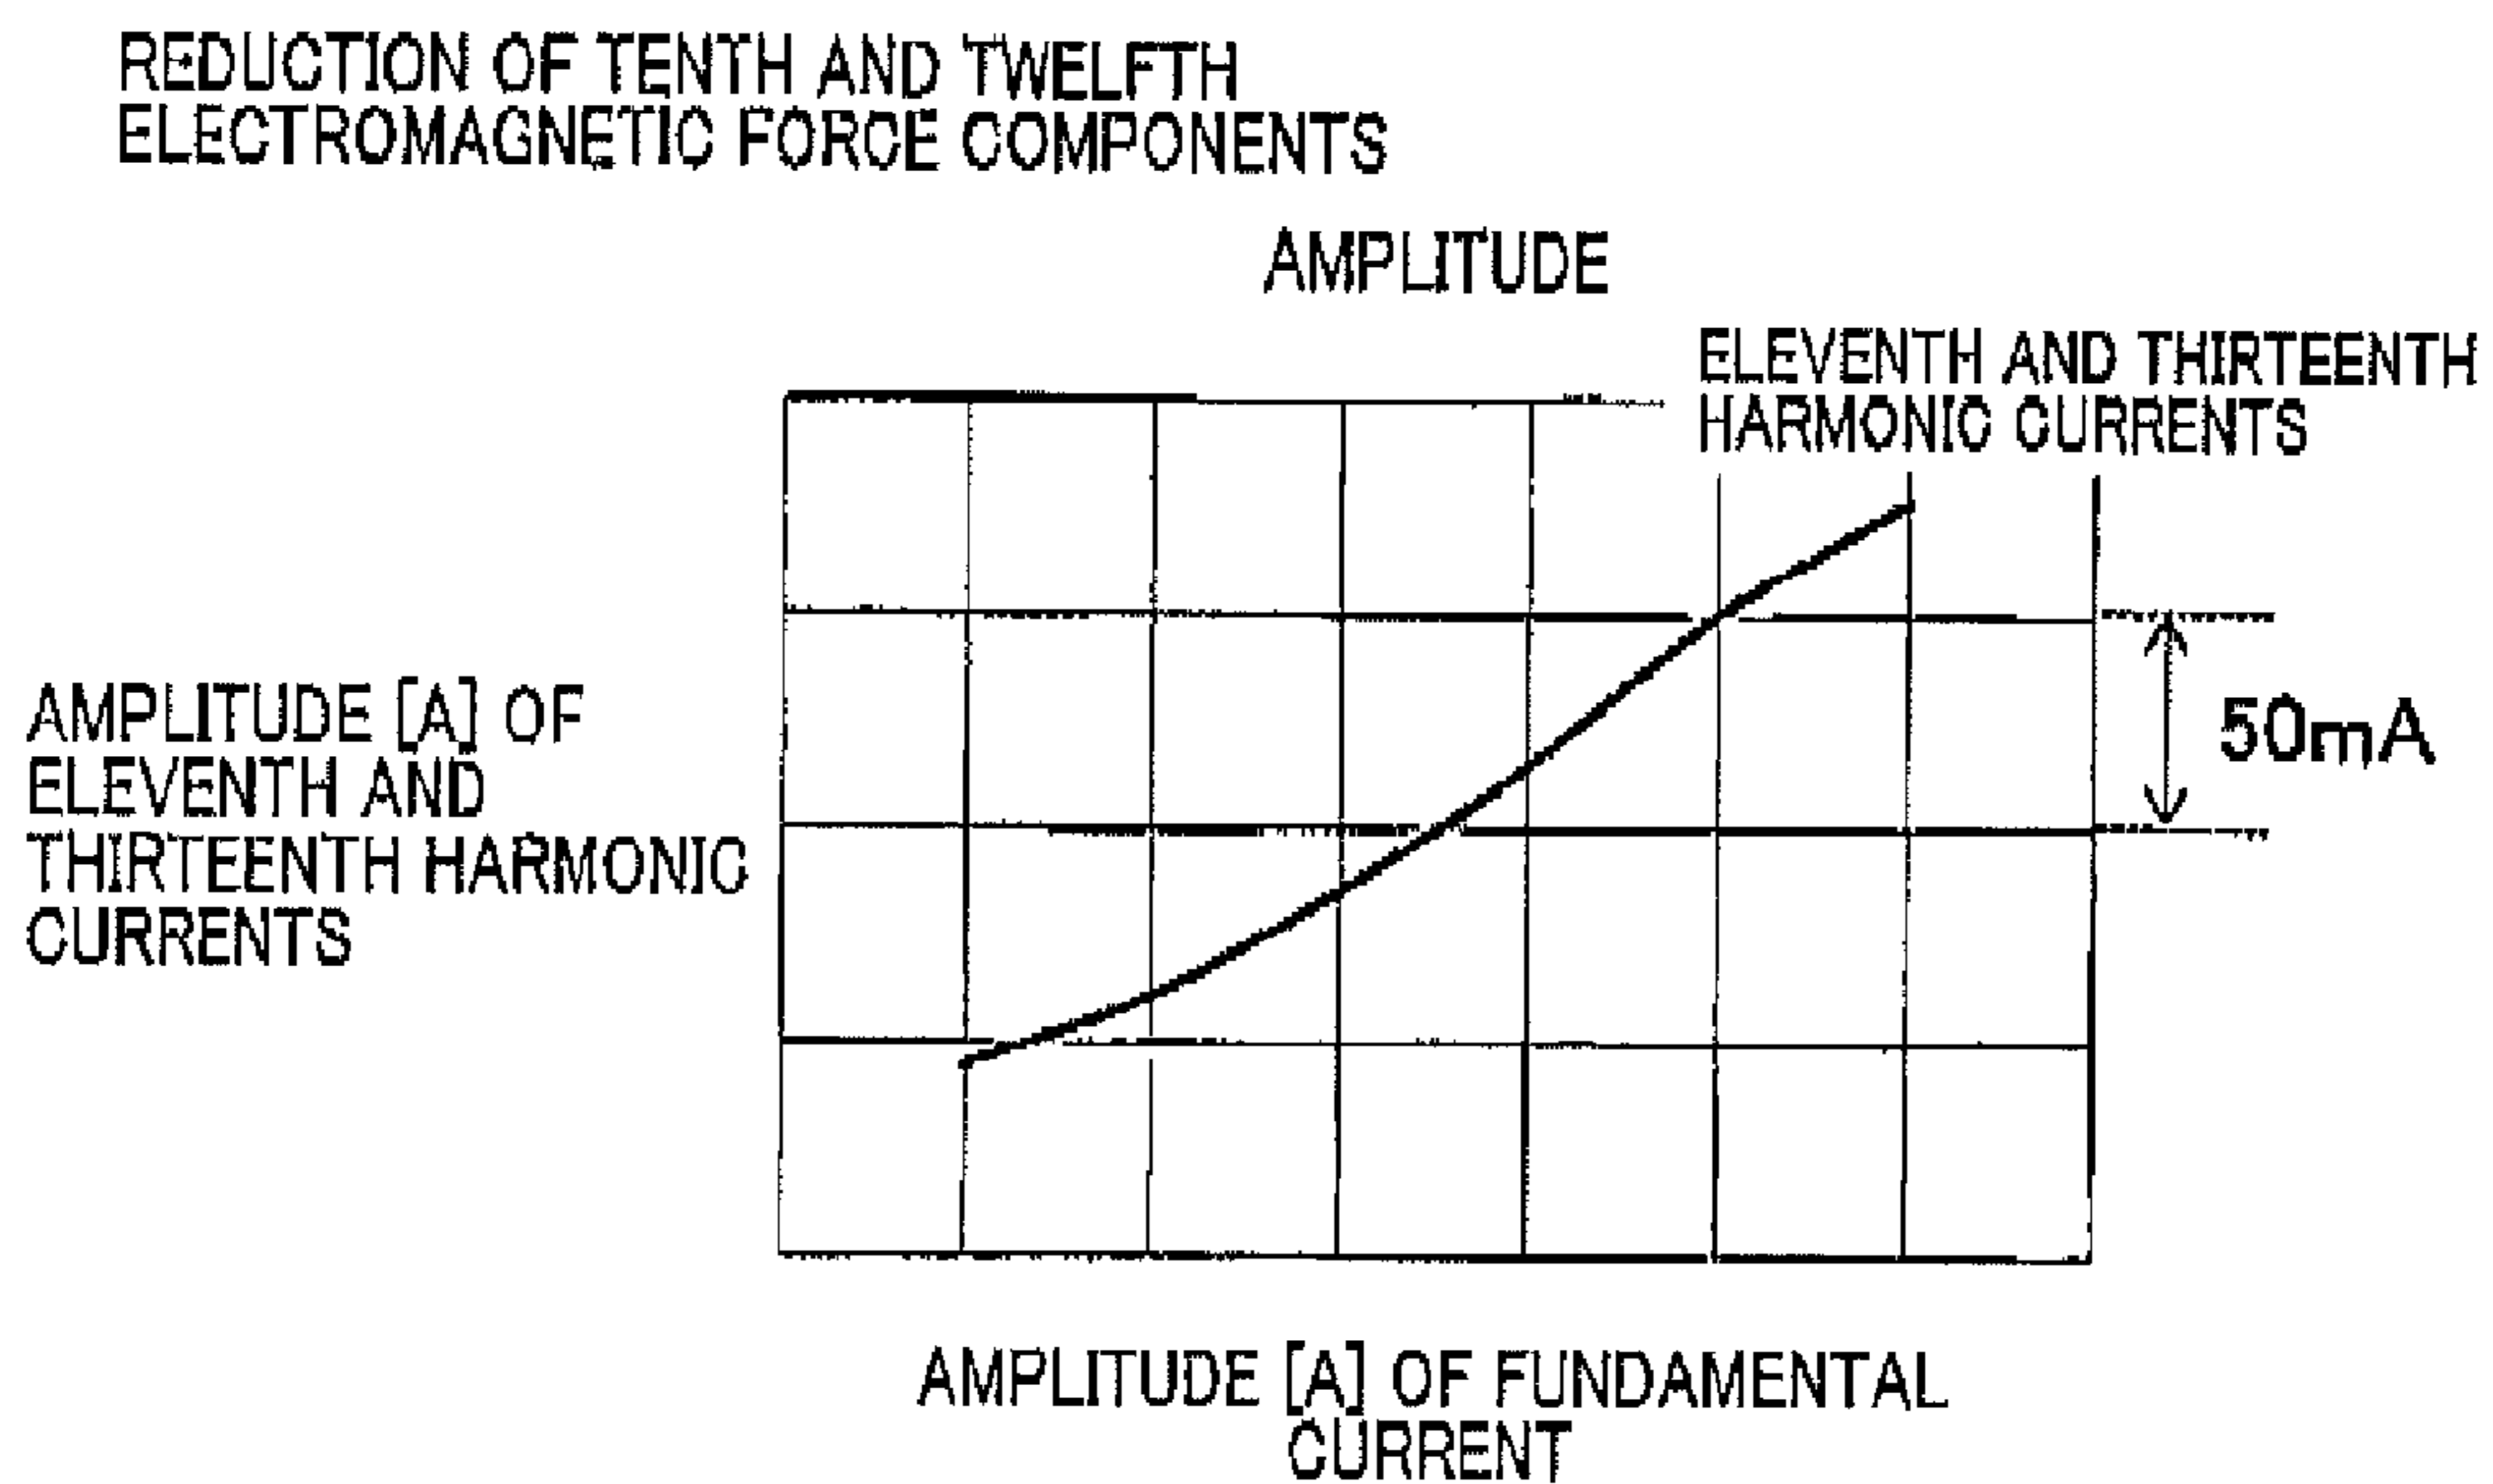 REDUCTION OF TENTH AND TWELFTH
ELECTROMAGNETIC FORCE COMPONENTS
AMPLITUDE
ELEVENTH AND THIRTEENTH
HARMONIC CURRENTS
AMPLITUDE [A] OF
ELEVENTH AND
THIRTEENTH HARMONIC
CURRENTS
50mA
AMPLITUDE [A] OF FUNDAMENTAL
CURRENT